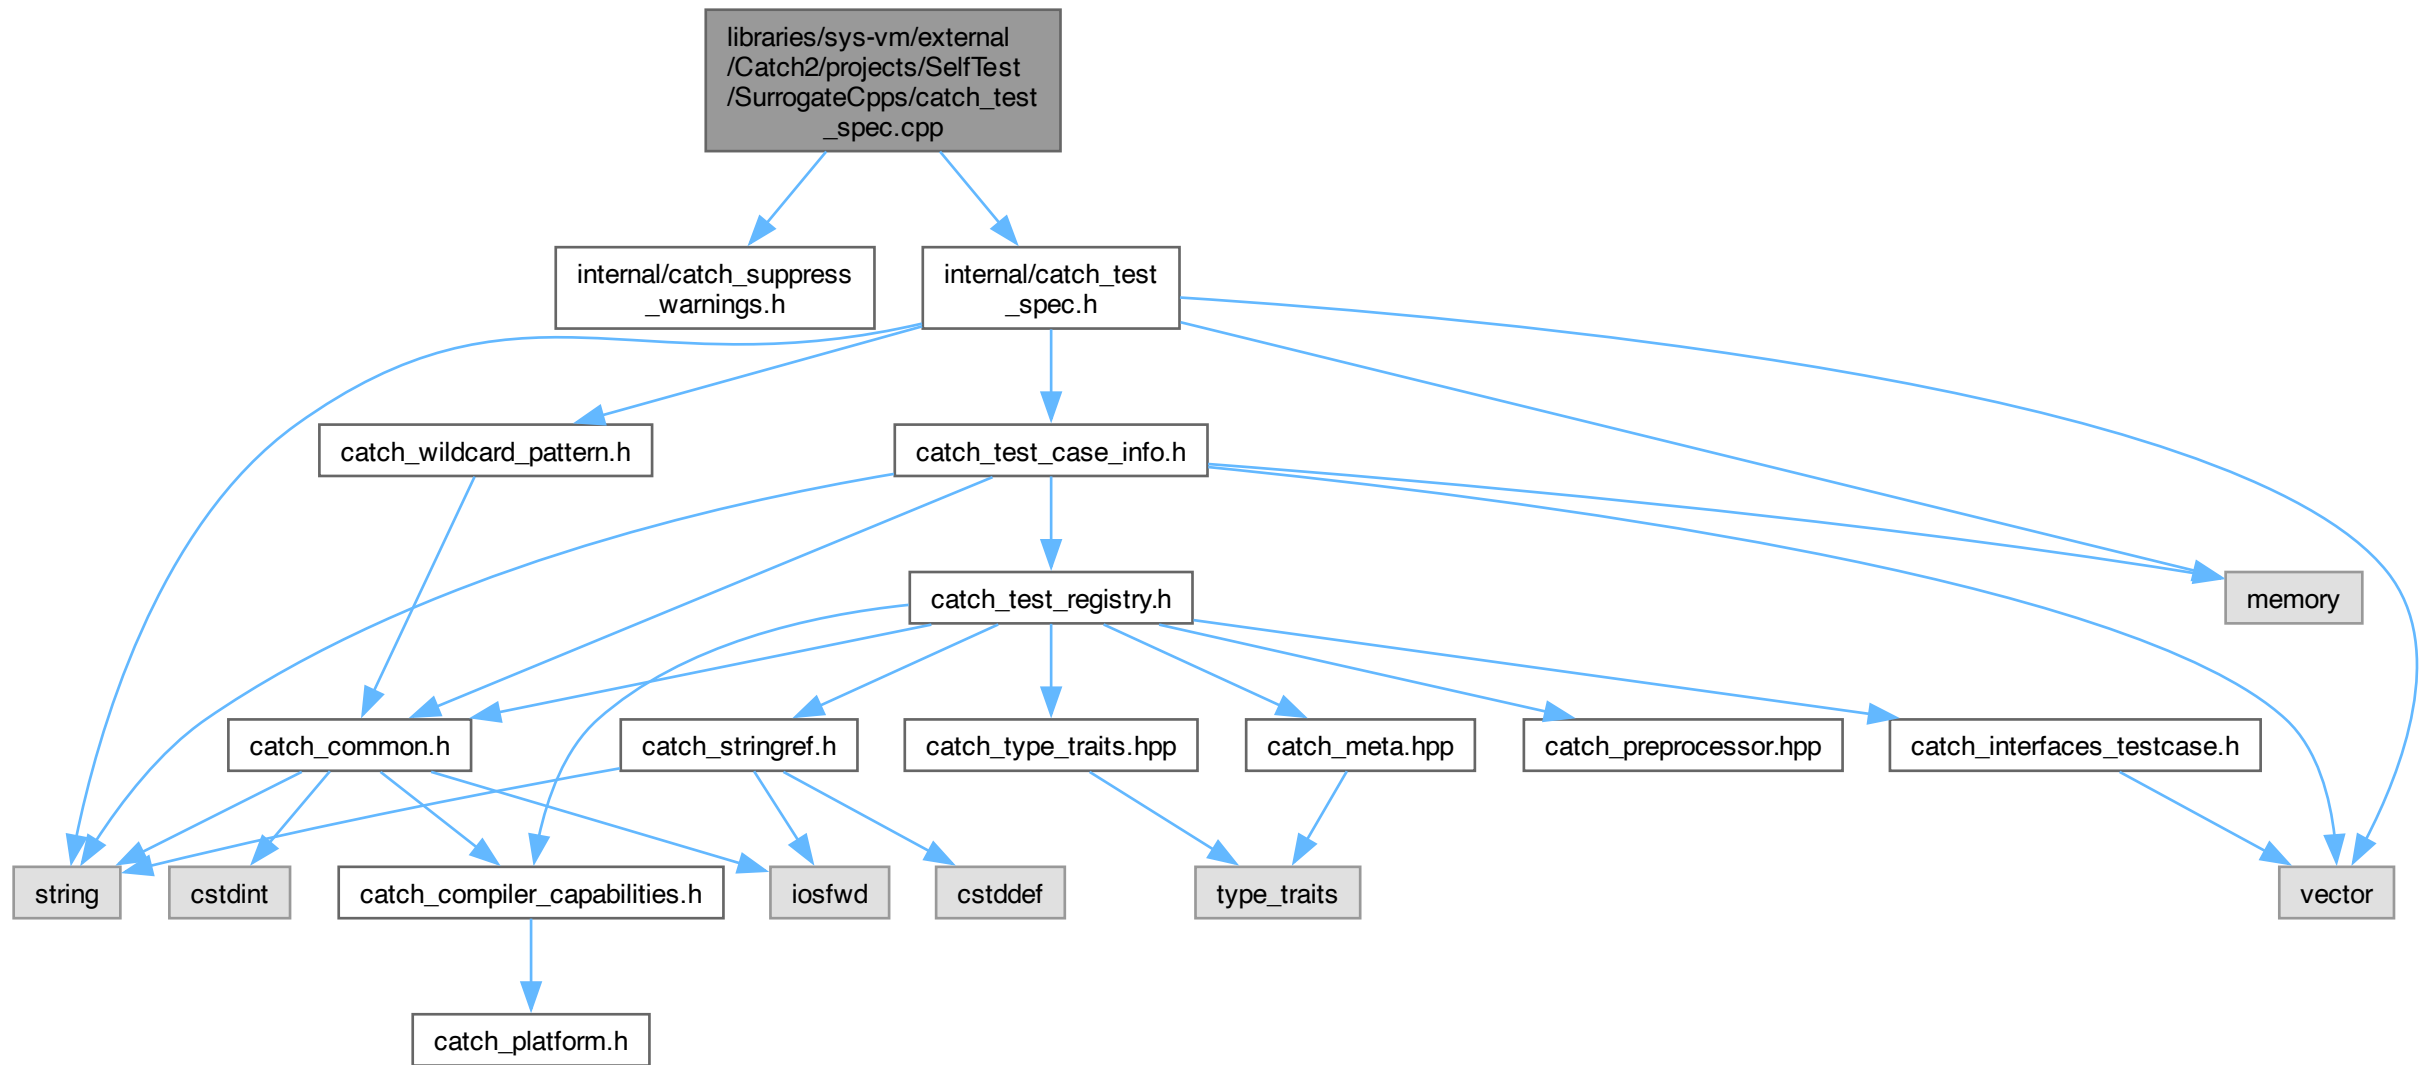 libraries/sys-vm/external
/Catch2/projects/SelfTest
/SurrogateCpps/catch_test
_spec.cpp
internal/catch_suppress
_warnings.h
internal/catch_test
_spec.h
catch_wildcard_pattern.h
catch_test_case_info.h
catch_test_registry.h
memory
catch_common.h
catch_stringref.h
catch_type_traits.hpp
catch_meta.hpp
catch_preprocessor.hpp
catch_interfaces_testcase.h
string
cstdint
catch_compiler_capabilities.h
iosfwd
cstddef
type_traits
vector
catch_platform.h